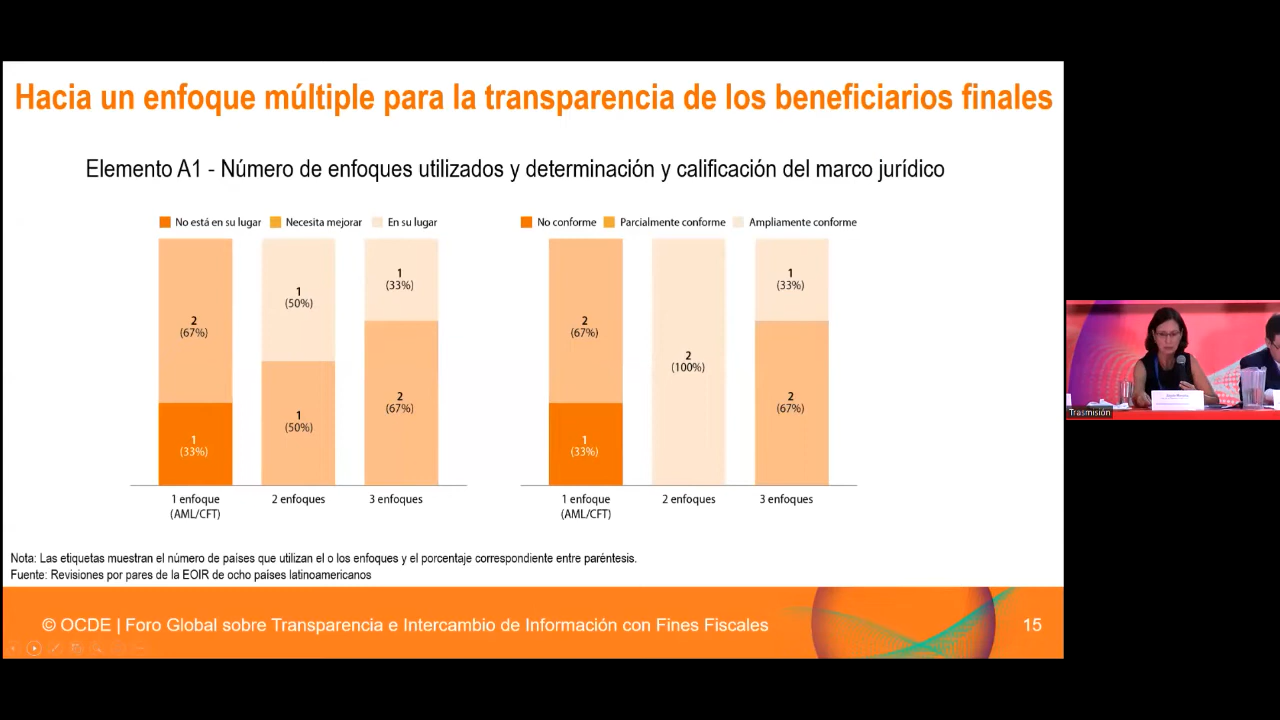 Hacia un enfoque múltiple para la transparencia de los beneficiarios finales
Elemento A1 - Número de enfoques utilizados y determinación y calificación del marco jurídico
No está en su lugar
Necesita mejorar
En su lugar
2
(67%)
1
(33%)
1
(50%)
1
(50%)
1
(33%)
2
(67%)
1 enfoque
(AML/CFT)
2 enfoques
3 enfoques
No conforme
Parcialmente conforme
Ampliamente conforme
2
(67%)
1
(33%)
2
(100%)
1
(33%)
2
(67%)
1 enfoque
(AML/CFT)
2 enfoques
3 enfoques
Nota: Las etiquetas muestran el número de países que utilizan el o los enfoques y el porcentaje correspondiente entre paréntesis.
Fuente: Revisiones por pares de la EOIR de ocho países latinoamericanos
© OCDE | Foro Global sobre Transparencia e Intercambio de Información con Fines Fiscales
15
Trasmisión